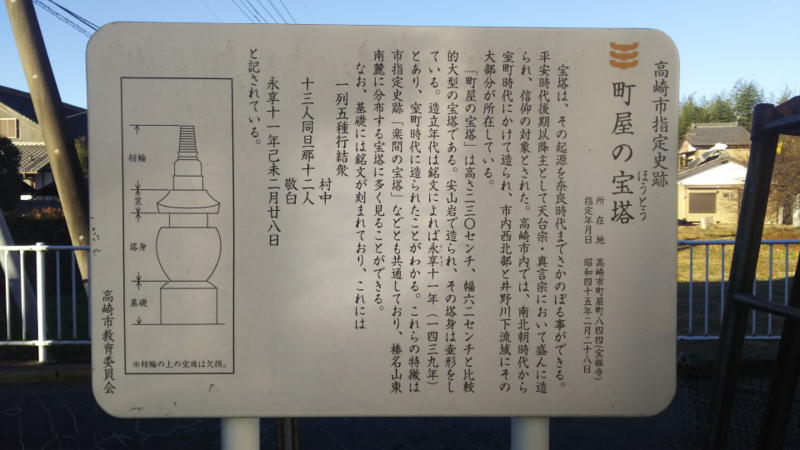 高崎市指定史跡
町屋の宝塔
ほうとう
所在地 高崎市町屋町八四四(宝福寺)
指定年月日 昭和四十五年二月二十八日
宝塔は、その起源を奈良時代までさかのぼる事ができる。
平安時代後期以降主として天台宗・真言宗において盛んに造
られ、信仰の対象とされた。高崎市内では、南北朝時代から
室町時代にかけて造られ、市内西北部と井野川下流域にその
大部分が所在している。
「町屋の宝塔」は高さ二三〇センチ、幅六二センチと比較
的大型の宝塔である。安山岩で造られ、その塔身は壷形をし
ている。造立年代は銘文によれば永享十一年(一四三九年)
とあり、室町時代に造られたことがわかる。これらの特徴は
市指定史跡「楽間の宝塔」などとも共通しており、榛名山東
南麓に分布する宝塔に多く見ることができる。
なお、基礎には銘文が刻まれており、これには
一列五種行結衆
村中
十三人同旦那十二人
敬白
永享十一年己未二月廿八日
と記されている。
相輪
笠
塔身
基礎
※相輪の上の宝珠は欠損。
高崎市教育委員会